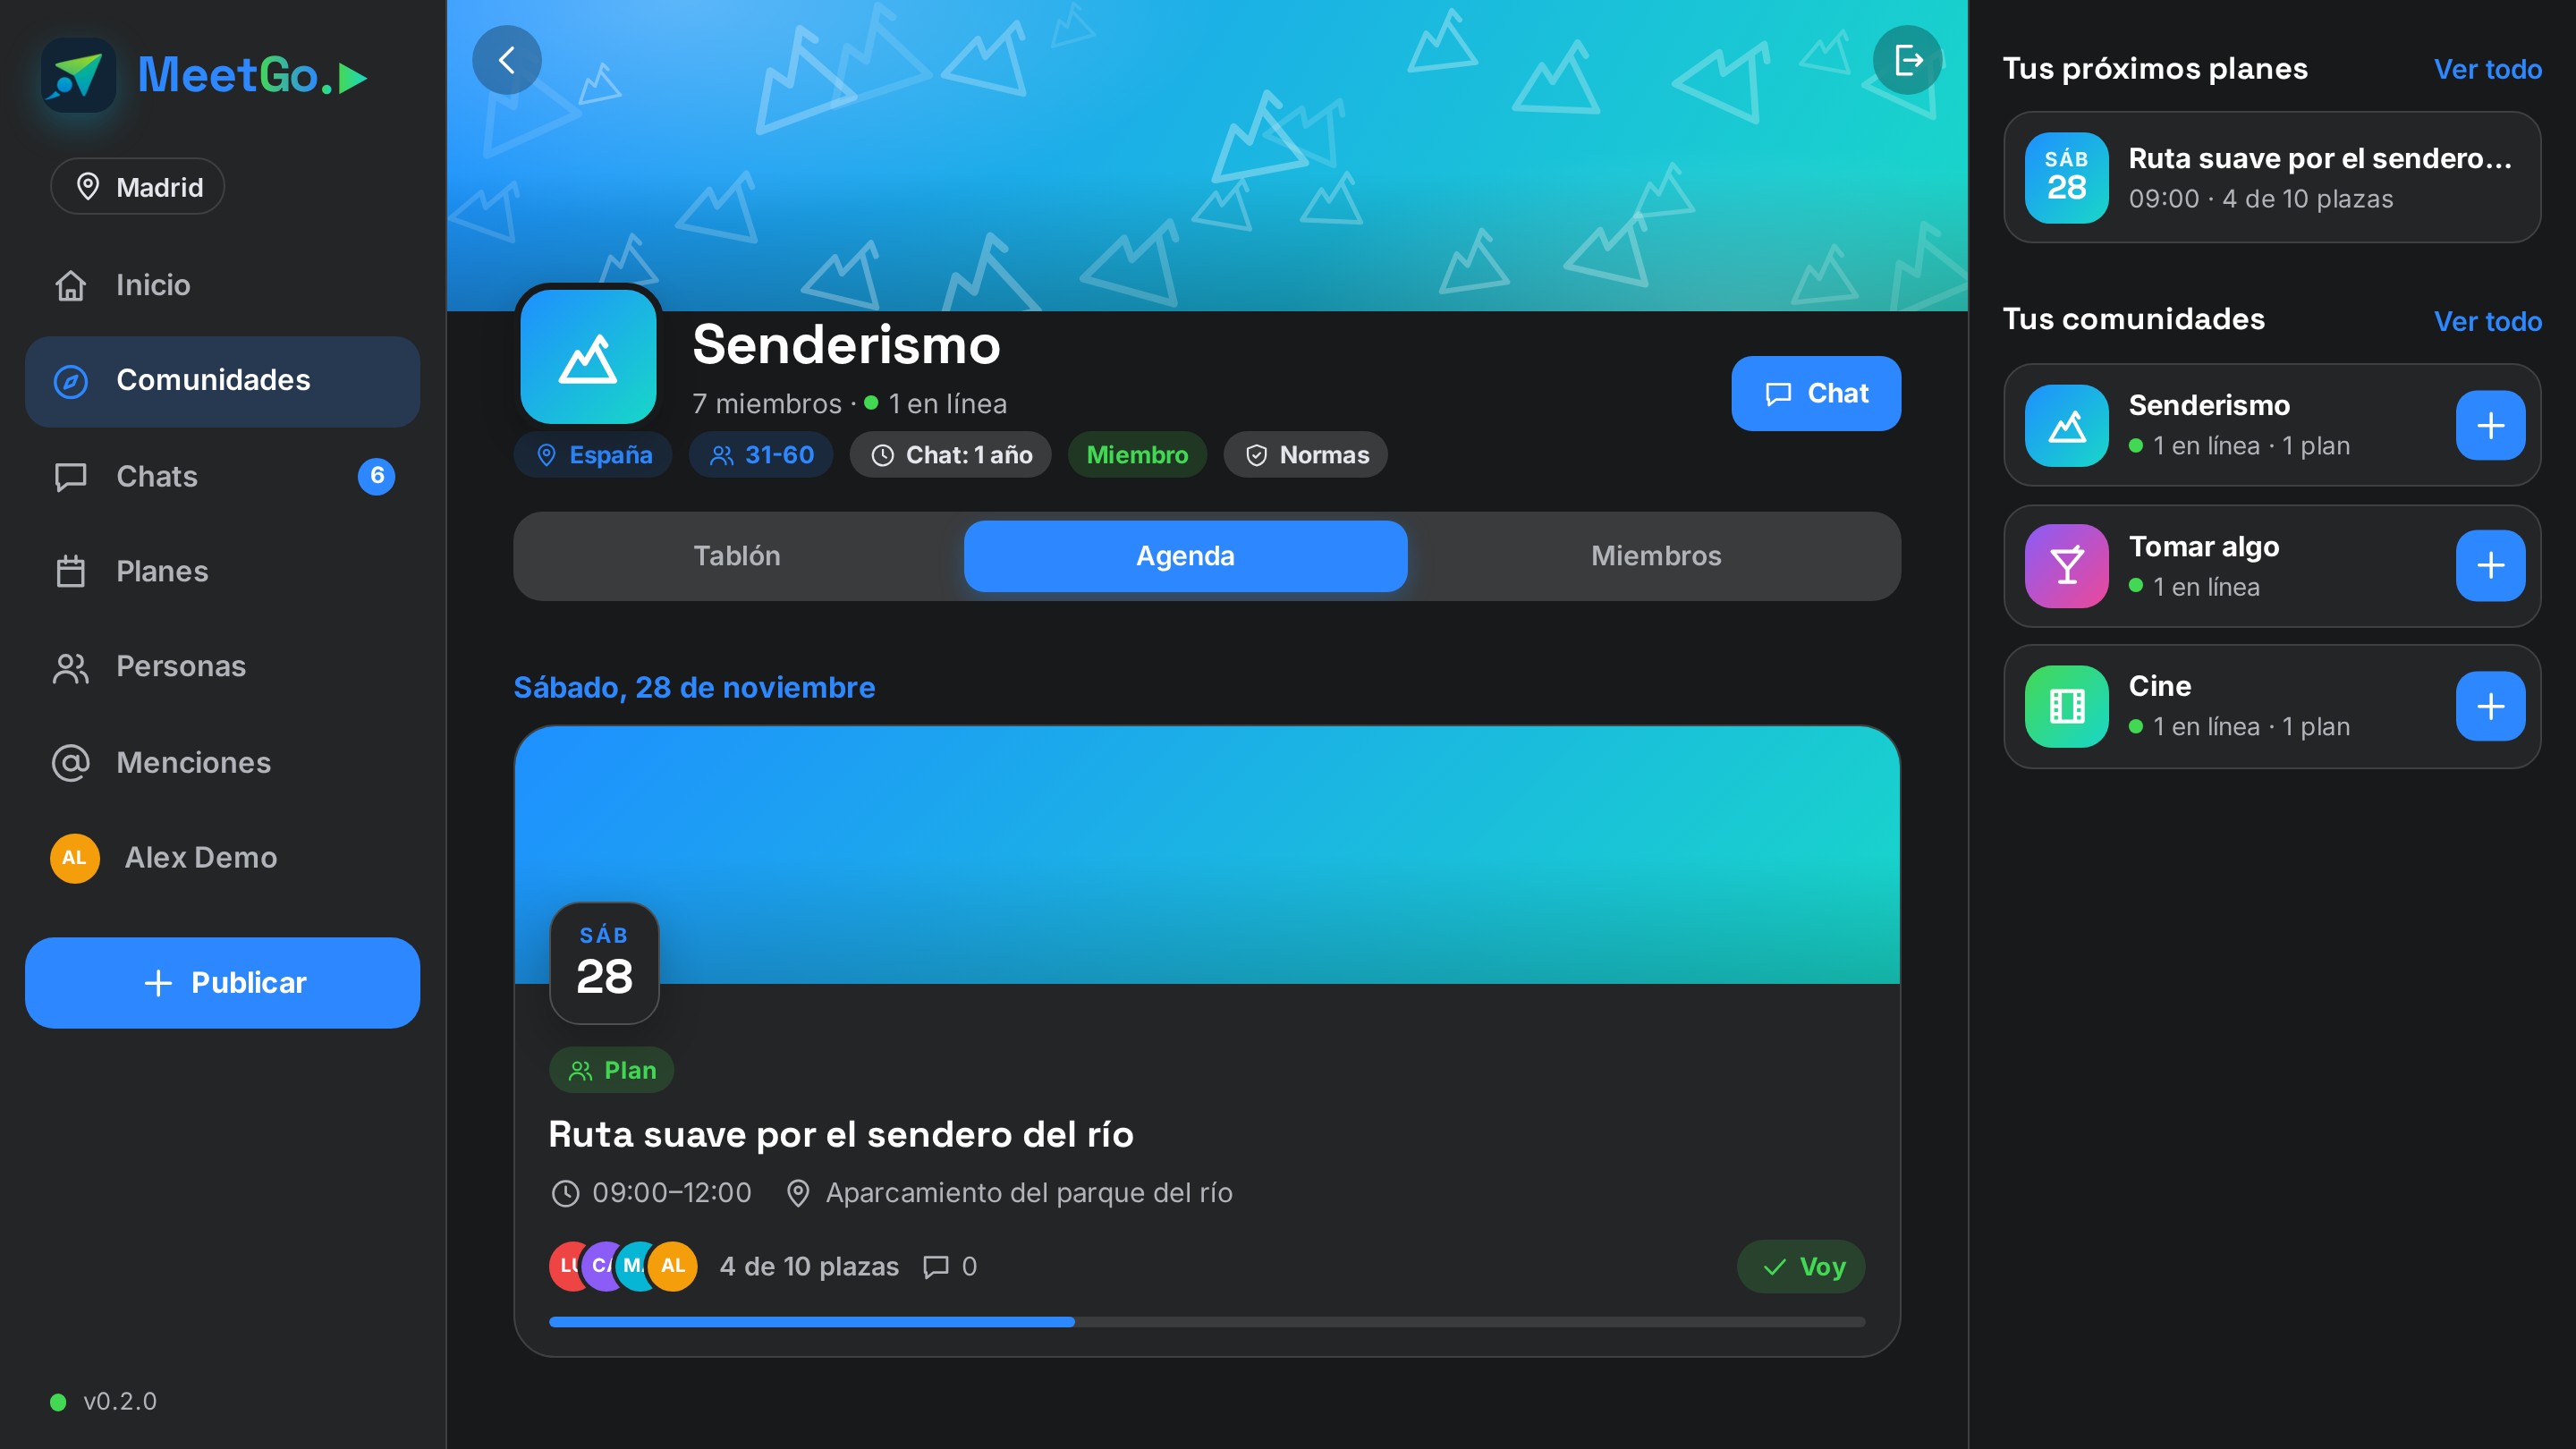 MeetGo.
Madrid
Inicio
Comunidades
Chats
6
Planes
Personas
Menciones
AL
Alex Demo
Publicar
v0.2.0
Senderismo
7 miembros · 1 en línea
Chat
España
31-60
Chat: 1 año
Miembro
Normas
Tablón
Agenda
Miembros
Sábado, 28 de noviembre
SÁB
28
Plan
Ruta suave por el sendero del río
09:00–12:00
Aparcamiento del parque del río
AL
4 de 10 plazas
0
Voy
Tus próximos planes
Ver todo
SÁB
28
Ruta suave por el sendero...
09:00 · 4 de 10 plazas
Tus comunidades
Ver todo
Senderismo
1 en línea · 1 plan
Tomar algo
1 en línea
Cine
1 en línea · 1 plan